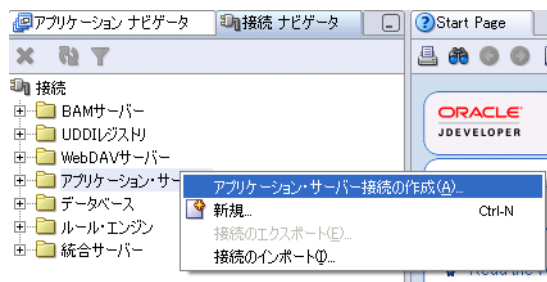 アプリケーション ナビゲータ
接続 ナビゲータ
Start Page
接続
BAMサーバー
UDDIレジストリ
WebDAVサーバー
アプリケーション・サー
データベース
ルール・エンジン
統合サーバー
アプリケーション・サーバー接続の作成(A)...
新規... Ctrl-N
接続のエクスポート(E)...
接続のインポート(I)...
ORACLE
JDEVELOPER
Read the